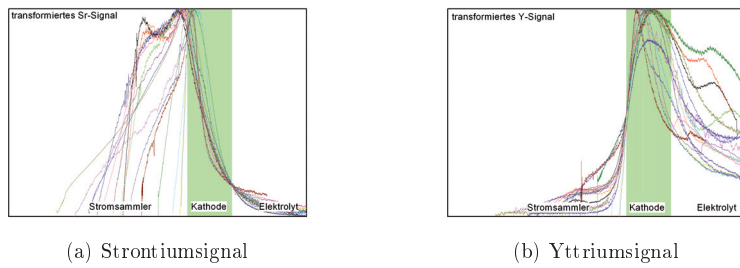 transformiertes Sr-Signal
Stromsammler
Kathode
Elektrolyt
(a) Strontiumsignal
transformiertes Y-Signal
Stromsammler
Kathode
Elektrolyt
(b) Yttriumsignal